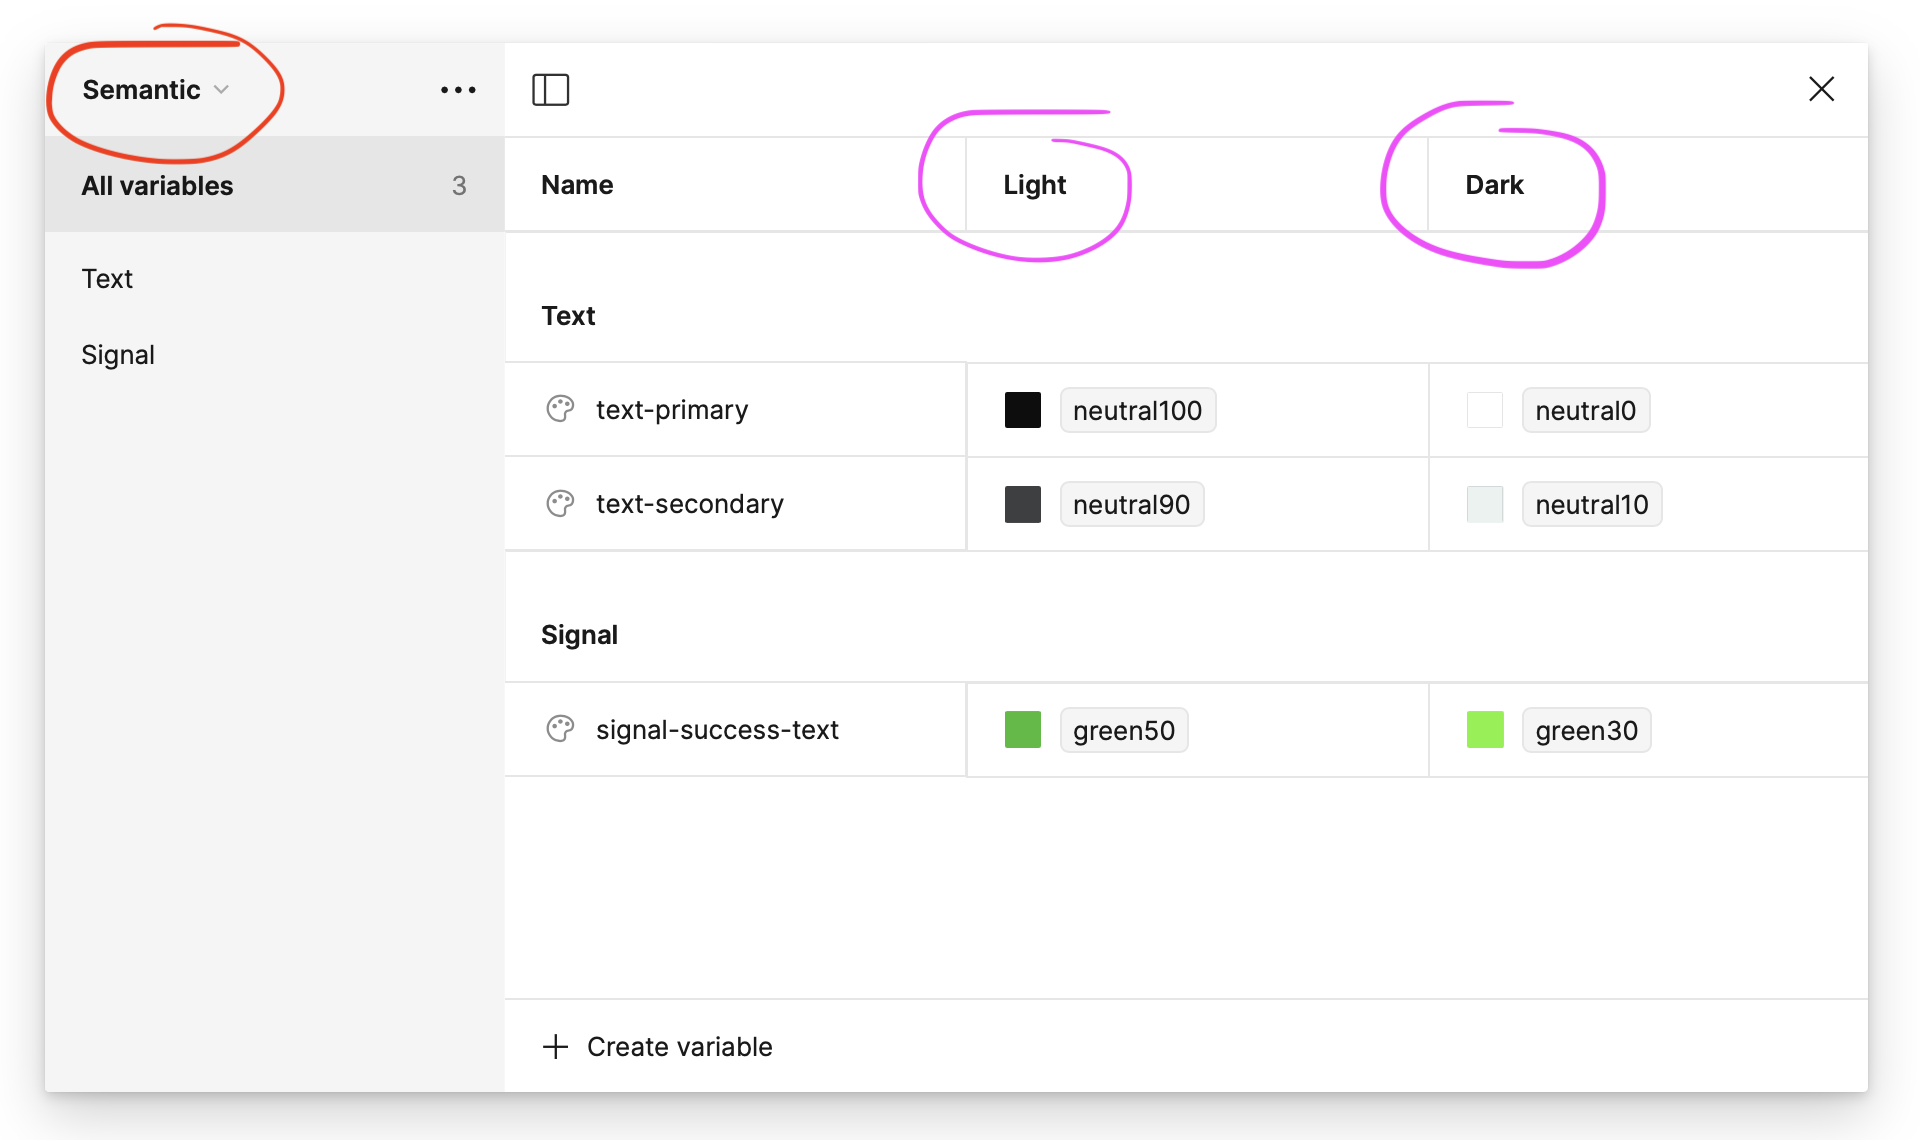 Semantic
All variables 3
Text
Signal
Name Light Dark
Text
text-primary neutral100 neutral0
text-secondary neutral90 neutral10
Signal
signal-success-text green50 green30
Create variable